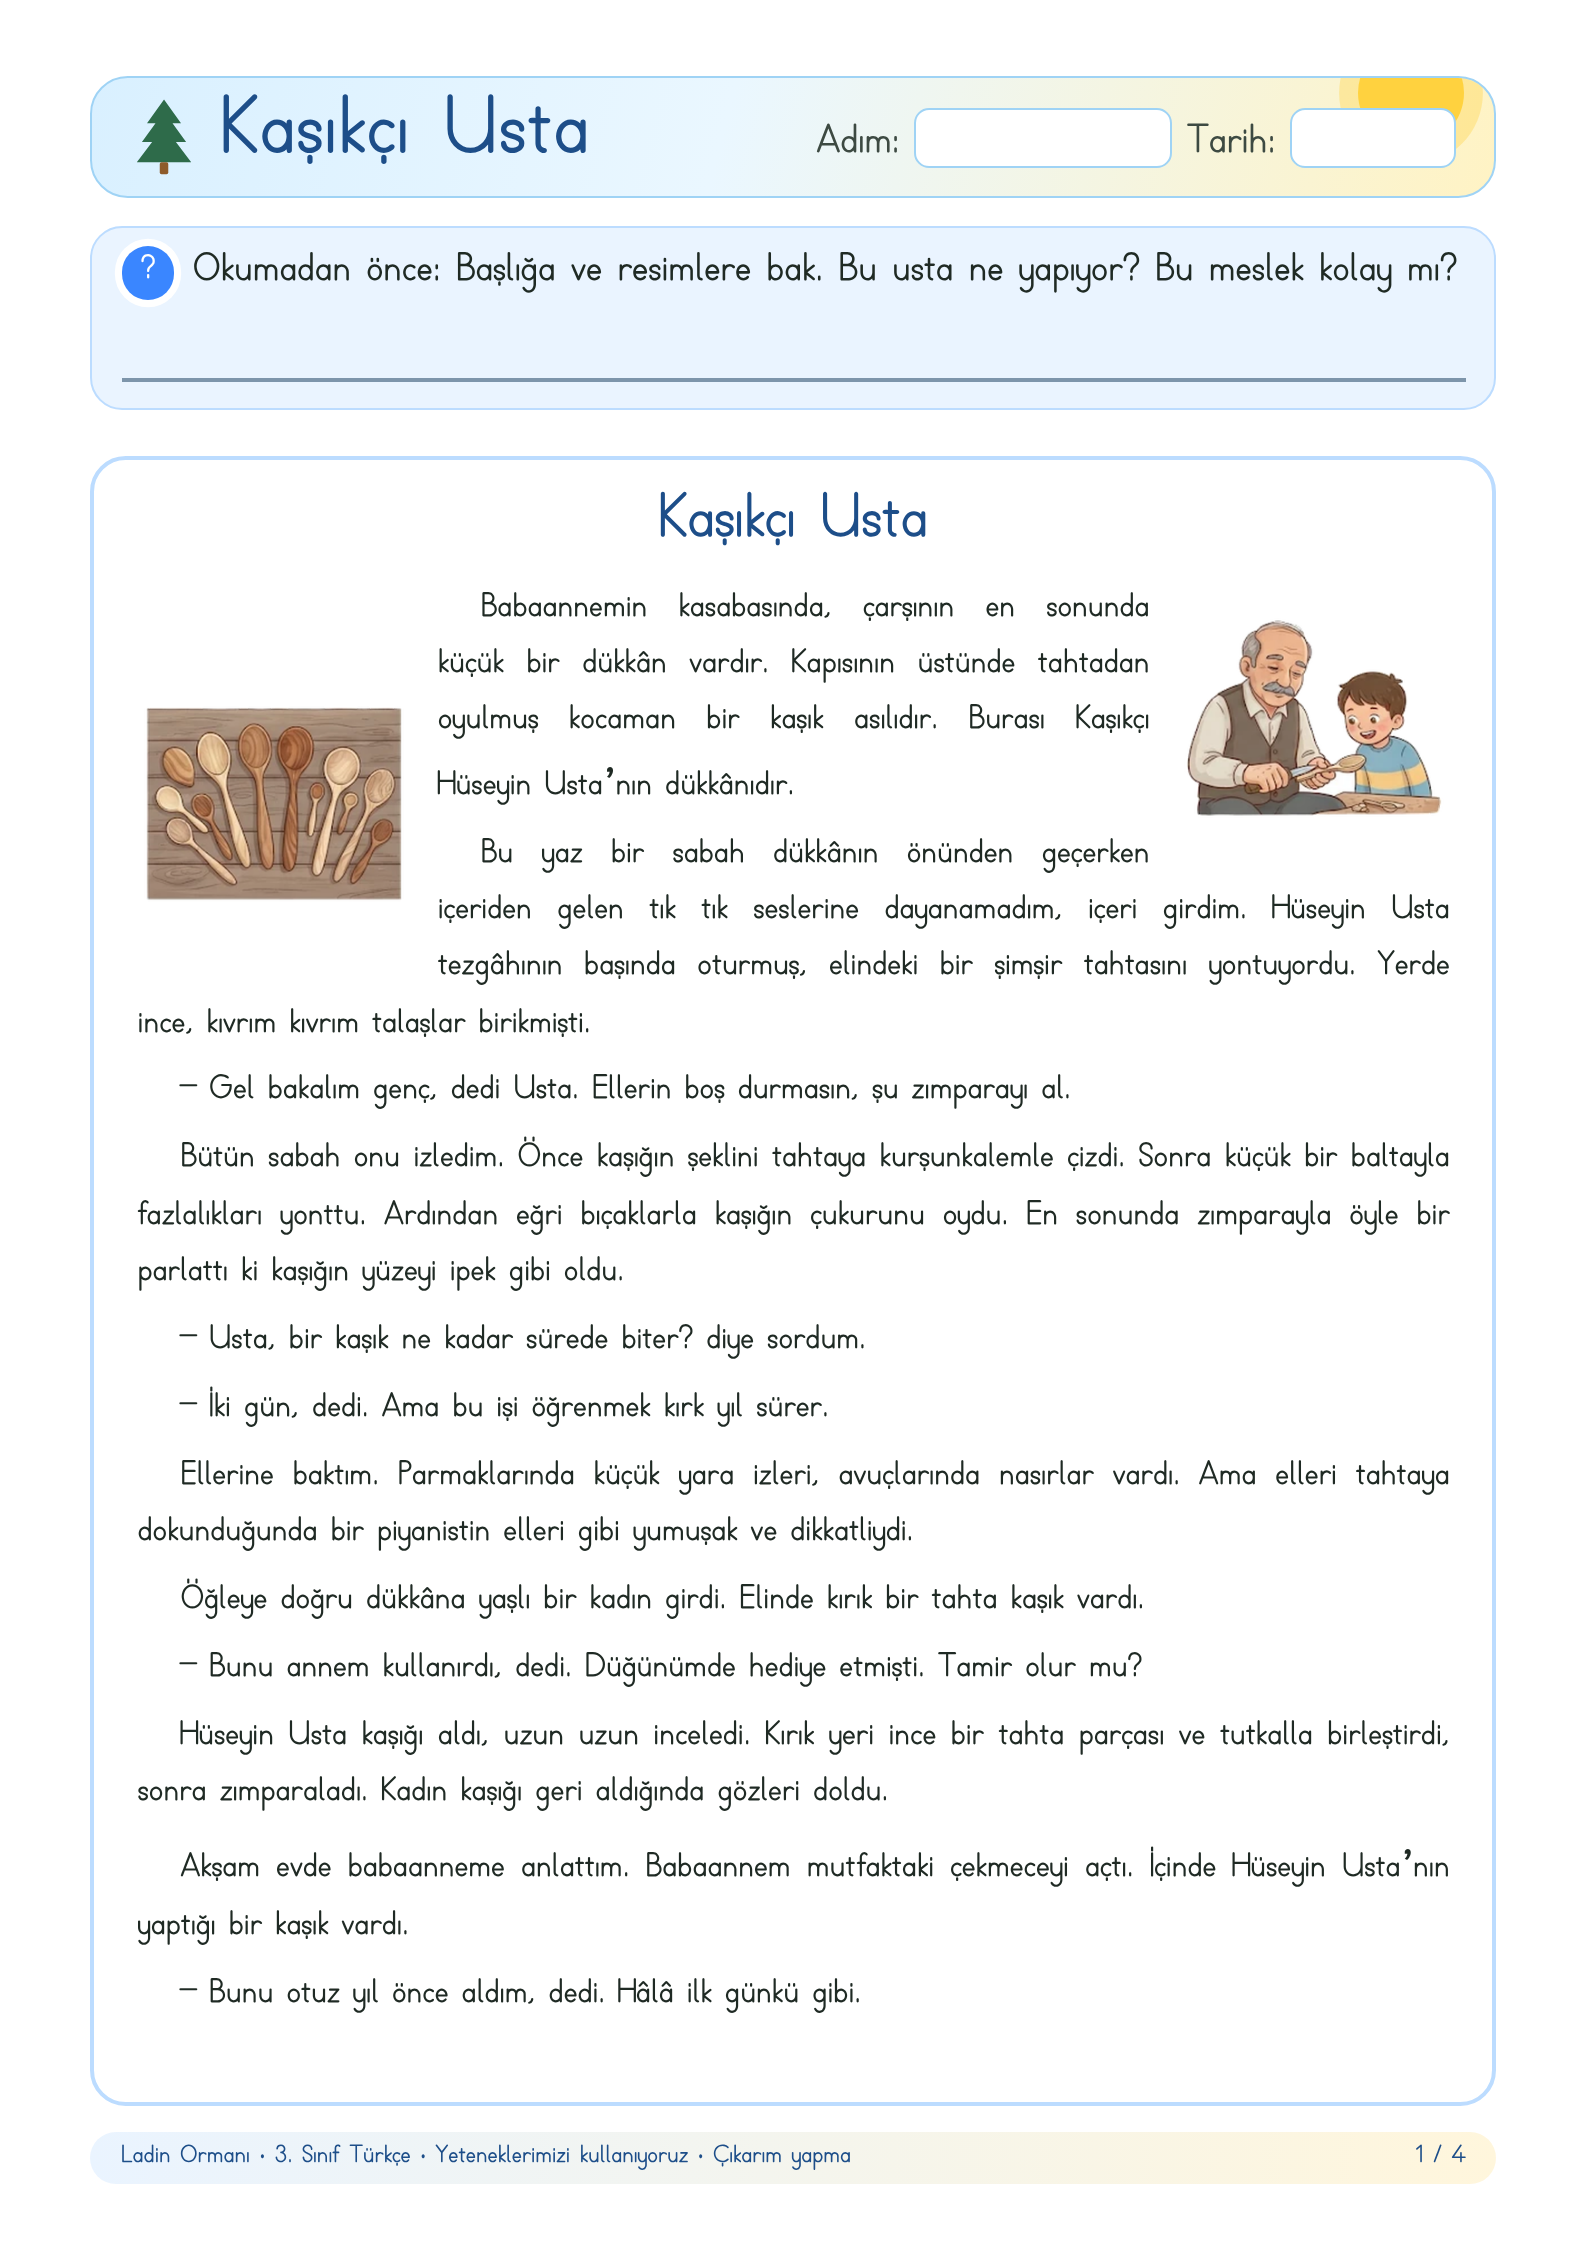 Kaşıkçı Usta
Adım:
Tarih:
?
Okumadan önce: Başlığa ve resimlere bak. Bu usta ne yapıyor? Bu meslek kolay mı?
Kaşıkçı Usta
Babaannemin kasabasında, çarşının en sonunda
küçük bir dükkân vardır. Kapısının üstünde tahtadan
oyulmuş kocaman bir kaşık asılıdır. Burası Kaşıkçı
Hüseyin Usta’nın dükkânıdır.
Bu yaz bir sabah dükkânın önünden geçerken
içeriden gelen tık tık seslerine dayanamadım, içeri girdim. Hüseyin Usta
tezgâhının başında oturmuş, elindeki bir şimşir tahtasını yontuyordu. Yerde
ince, kıvrım kıvrım talaşlar birikmişti.
– Gel bakalım genç, dedi Usta. Ellerin boş durmasın, şu zımparayı al.
Bütün sabah onu izledim. Önce kaşığın şeklini tahtaya kurşunkalemle çizdi. Sonra küçük bir baltayla
fazlalıkları yonttu. Ardından eğri bıçaklarla kaşığın çukurunu oydu. En sonunda zımparayla öyle bir
parlattı ki kaşığın yüzeyi ipek gibi oldu.
– Usta, bir kaşık ne kadar sürede biter? diye sordum.
– İki gün, dedi. Ama bu işi öğrenmek kırk yıl sürer.
Ellerine baktım. Parmaklarında küçük yara izleri, avuçlarında nasırlar vardı. Ama elleri tahtaya
dokunduğunda bir piyanistin elleri gibi yumuşak ve dikkatliydi.
Öğleye doğru dükkâna yaşlı bir kadın girdi. Elinde kırık bir tahta kaşık vardı.
– Bunu annem kullanırdı, dedi. Düğünümde hediye etmişti. Tamir olur mu?
Hüseyin Usta kaşığı aldı, uzun uzun inceledi. Kırık yeri ince bir tahta parçası ve tutkalla birleştirdi,
sonra zımparaladı. Kadın kaşığı geri aldığında gözleri doldu.
Akşam evde babaanneme anlattım. Babaannem mutfaktaki çekmeceyi açtı. İçinde Hüseyin Usta’nın
yaptığı bir kaşık vardı.
– Bunu otuz yıl önce aldım, dedi. Hâlâ ilk günkü gibi.
Ladin Ormanı • 3. Sınıf Türkçe • Yeteneklerimizi kullanıyoruz • Çıkarım yapma
1 / 4